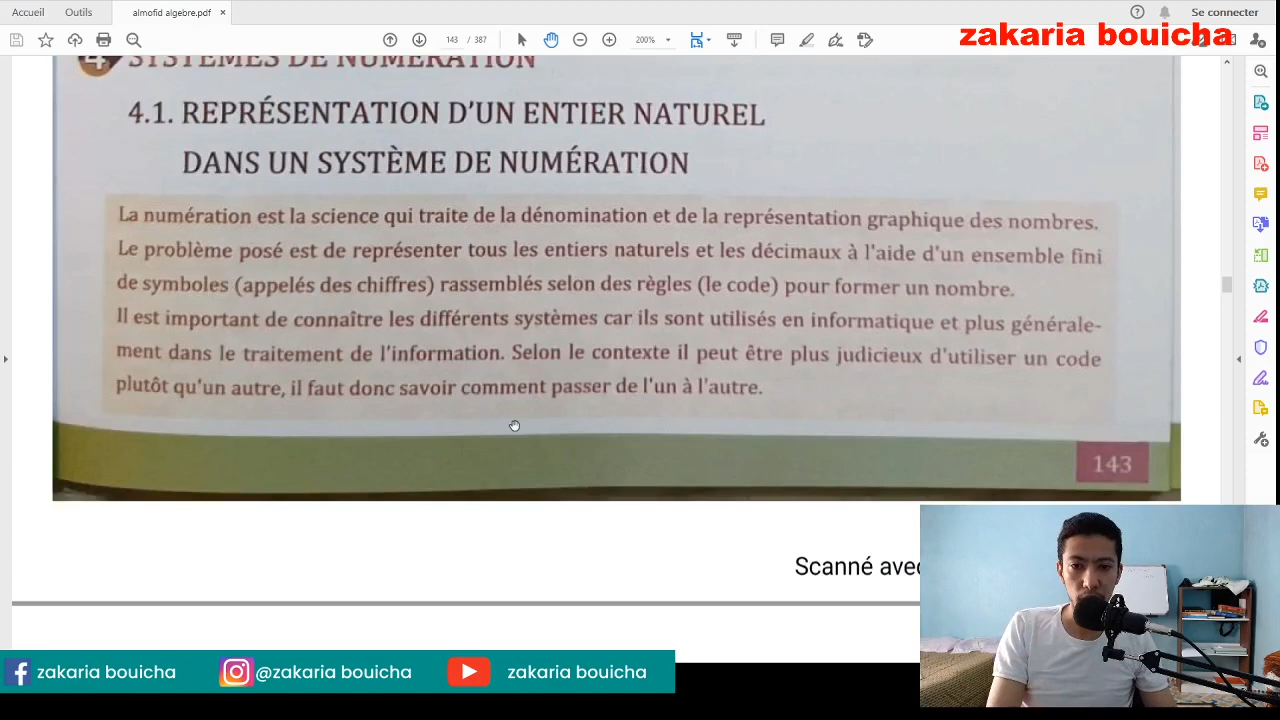 Accueil
Outils
almofid algebre.pdf
×
Se connecter
143 / 387
200%
zakaria bouicha
4 SYSTÈMES DE NUMÉRATION
4.1. REPRÉSENTATION D'UN ENTIER NATUREL
DANS UN SYSTÈME DE NUMÉRATION
La numération est la science qui traite de la dénomination et de la représentation graphique des nombres.
Le problème posé est de représenter tous les entiers naturels et les décimaux à l'aide d'un ensemble fini
de symboles (appelés des chiffres) rassemblés selon des règles (le code) pour former un nombre.
Il est important de connaître les différents systèmes car ils sont utilisés en informatique et plus générale-
ment dans le traitement de l'information. Selon le contexte il peut être plus judicieux d'utiliser un code
plutôt qu'un autre, il faut donc savoir comment passer de l'un à l'autre.
143
Scanné avec
zakaria bouicha
@zakaria bouicha
zakaria bouicha